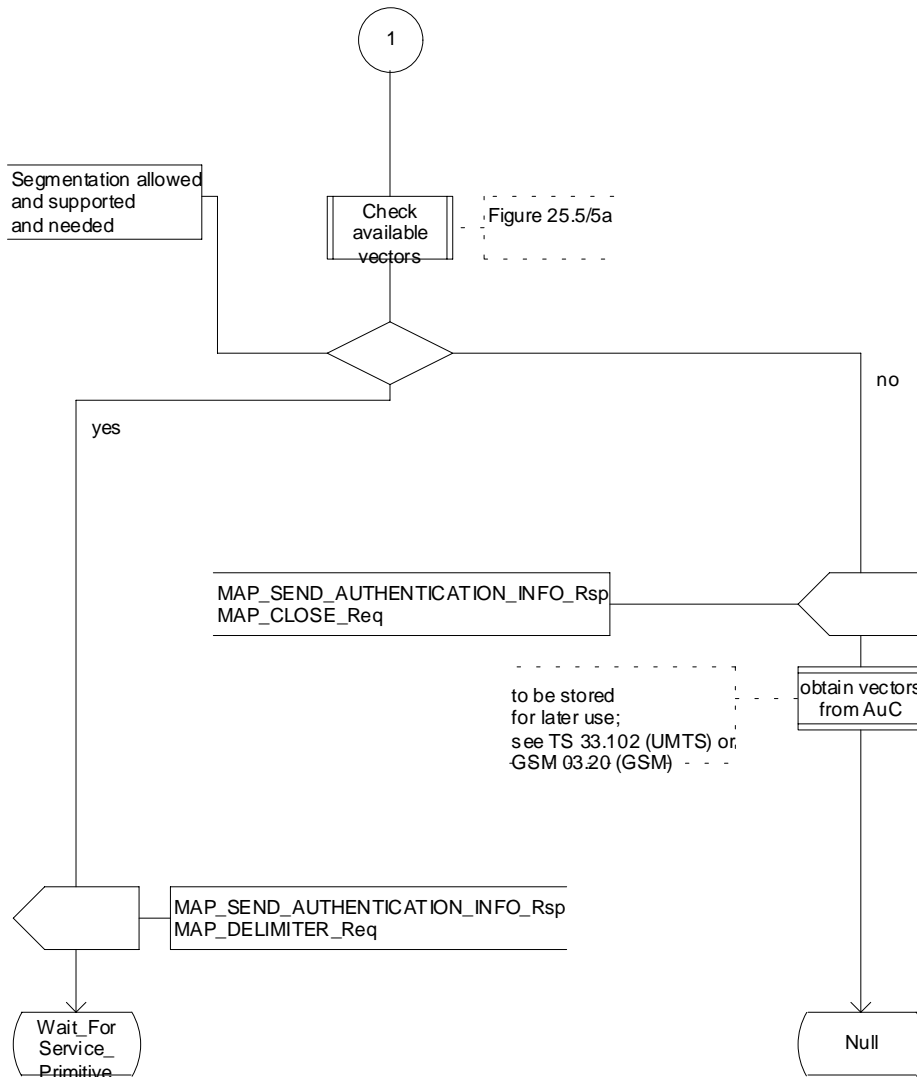 1
Segmentation allowed
and supported
and needed
Check
available
vectors
Figure 25.5/5a
no
yes
MAP_SEND_AUTHENTICATION_INFO_Rsp
MAP_CLOSE_Req
to be stored
for later use;
see TS 33.102 (UMTS) or
GSM 03.20 (GSM)
obtain vectors
from AuC
MAP_SEND_AUTHENTICATION_INFO_Rsp
MAP_DELIMITER_Req
Wait_For
Service_
Primitive
Null